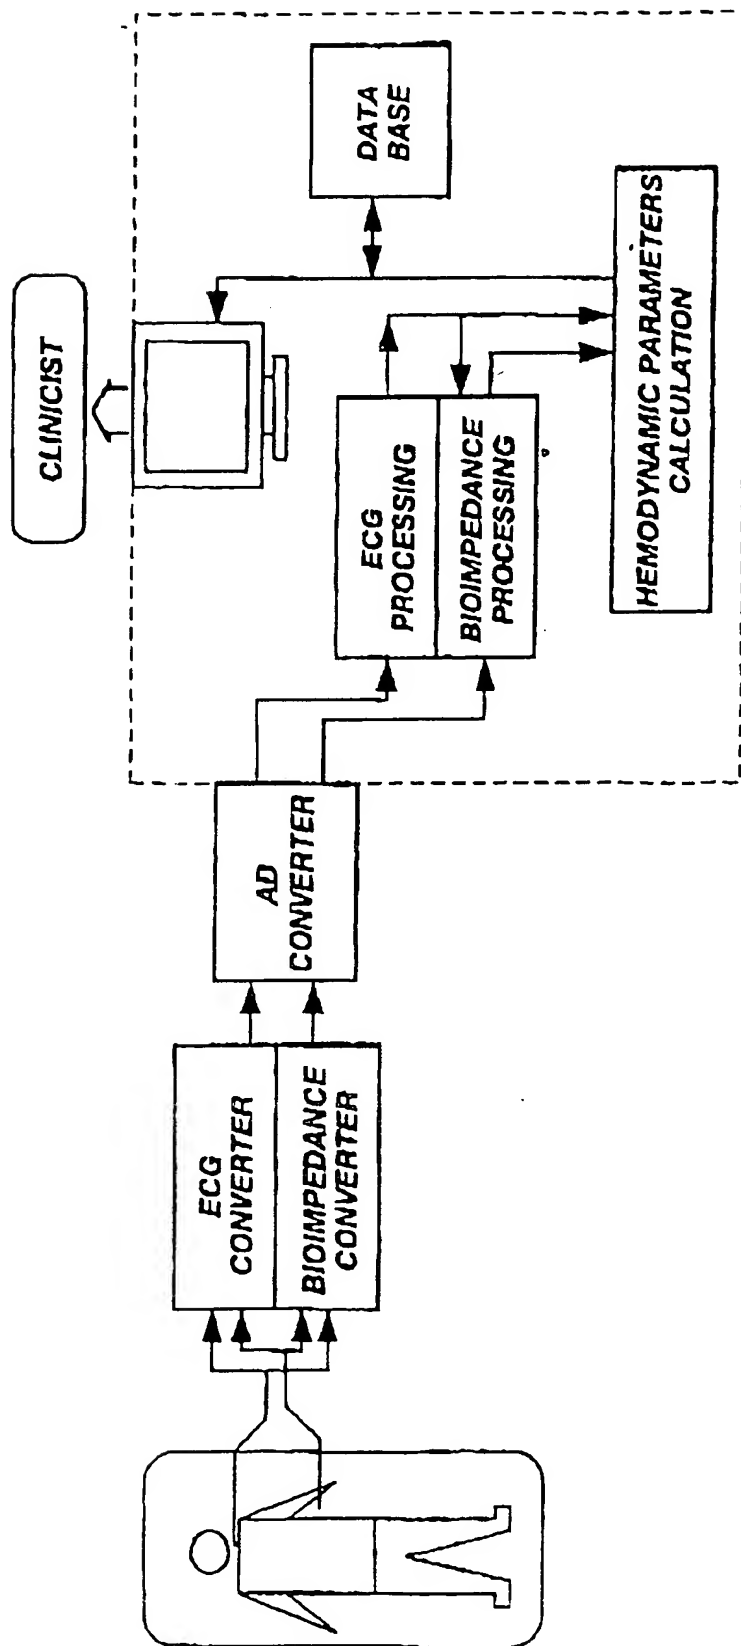 ECG
CONVERTER
BIOIMPEDANCE
CONVERTER
AD
CONVERTER
ECG
PROCESSING
BIOIMPEDANCE
PROCESSING
HEMODYNAMIC PARAMETERS
CALCULATION
CLINICIST
DATA
BASE